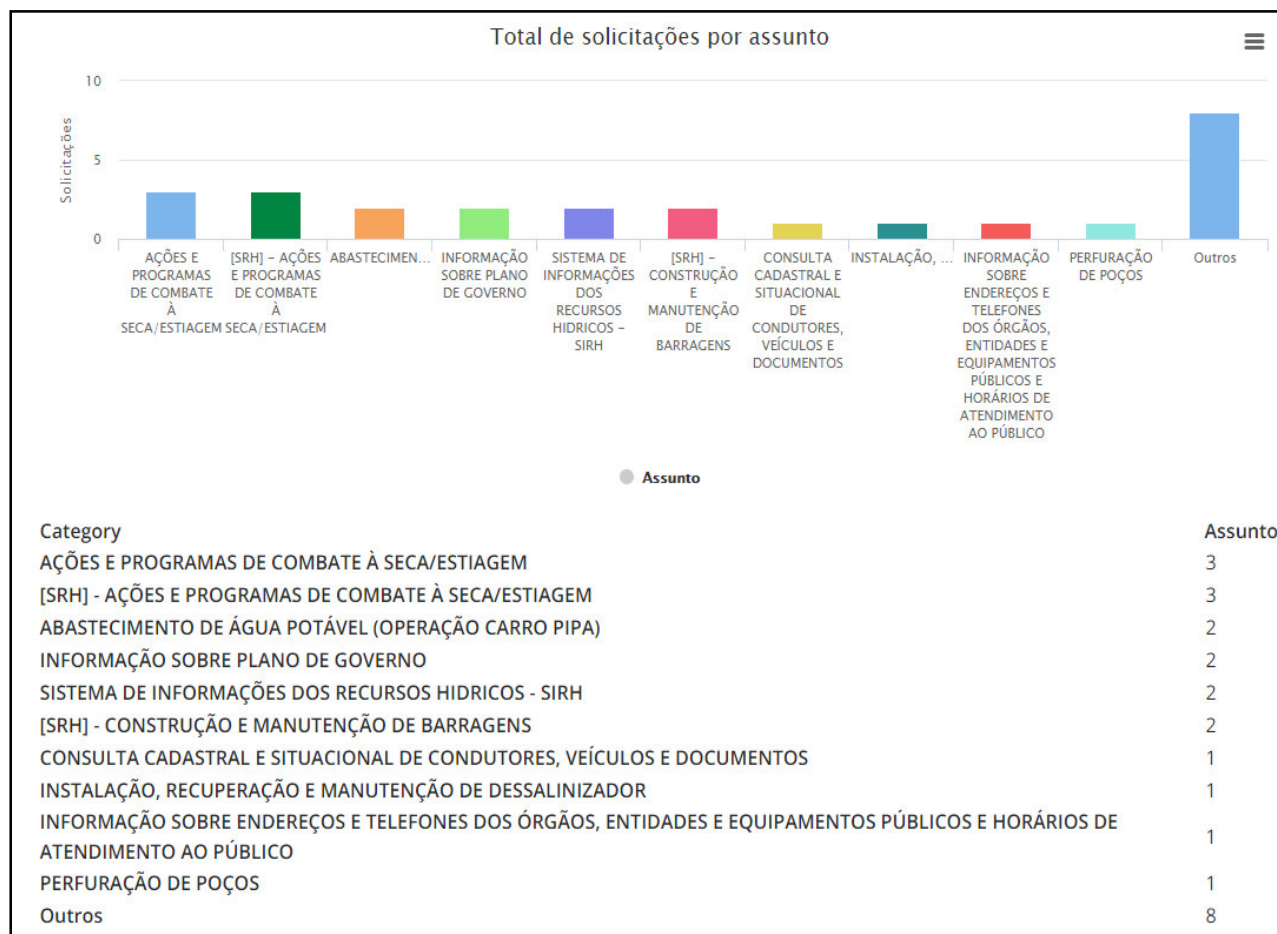 Total de solicitações por assunto
10
5
0
Solicitações
AÇÕES E
PROGRAMAS
DE COMBATE
À
SECA/ESTIAGEM
[SRH] – AÇÕES
E PROGRAMAS
DE COMBATE
À
SECA/ESTIAGEM
ABASTECIMEN...
INFORMAÇÃO
SOBRE PLANO
DE GOVERNO
SISTEMA DE
INFORMAÇÕES
DOS
RECURSOS
HIDRICOS –
SIRH
[SRH] –
CONSTRUÇÃO
E
MANUTENÇÃO
DE
BARRAGENS
CONSULTA
CADASTRAL E
SITUACIONAL
DE
CONDUTORES,
VEÍCULOS E
DOCUMENTOS
INSTALAÇÃO, ...
INFORMAÇÃO
SOBRE
ENDEREÇOS E
TELEFONES
DOS ÓRGÃOS,
ENTIDADES E
EQUIPAMENTOS
PÚBLICOS E
HORÁRIOS DE
ATENDIMENTO
AO PÚBLICO
PERFURAÇÃO
DE POÇOS
Outros
Assunto
Category Assunto
AÇÕES E PROGRAMAS DE COMBATE À SECA/ESTIAGEM 3
[SRH] - AÇÕES E PROGRAMAS DE COMBATE À SECA/ESTIAGEM 3
ABASTECIMENTO DE ÁGUA POTÁVEL (OPERAÇÃO CARRO PIPA) 2
INFORMAÇÃO SOBRE PLANO DE GOVERNO 2
SISTEMA DE INFORMAÇÕES DOS RECURSOS HIDRICOS - SIRH 2
[SRH] - CONSTRUÇÃO E MANUTENÇÃO DE BARRAGENS 2
CONSULTA CADASTRAL E SITUACIONAL DE CONDUTORES, VEÍCULOS E DOCUMENTOS 1
INSTALAÇÃO, RECUPERAÇÃO E MANUTENÇÃO DE DESSALINIZADOR 1
INFORMAÇÃO SOBRE ENDEREÇOS E TELEFONES DOS ÓRGÃOS, ENTIDADES E EQUIPAMENTOS PÚBLICOS E HORÁRIOS DE
ATENDIMENTO AO PÚBLICO 1
PERFURAÇÃO DE POÇOS 1
Outros 8